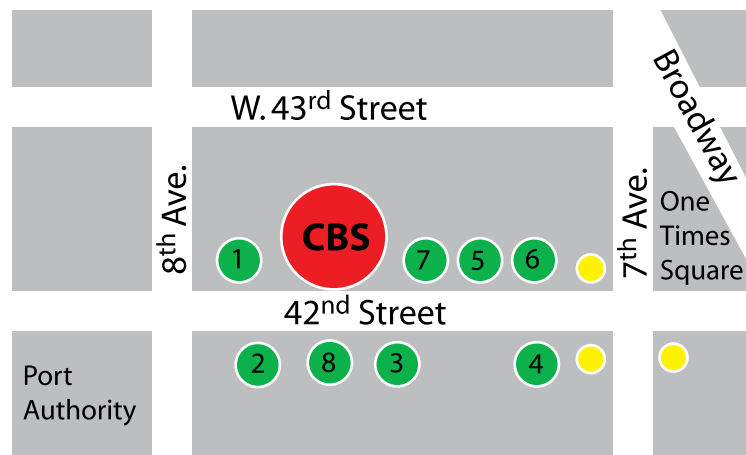 Broadway
W. 43rd Street
8th Ave.
CBS
7th Ave.
One
Times
Square
1
7
5
6
42nd Street
2
8
3
4
Port
Authority